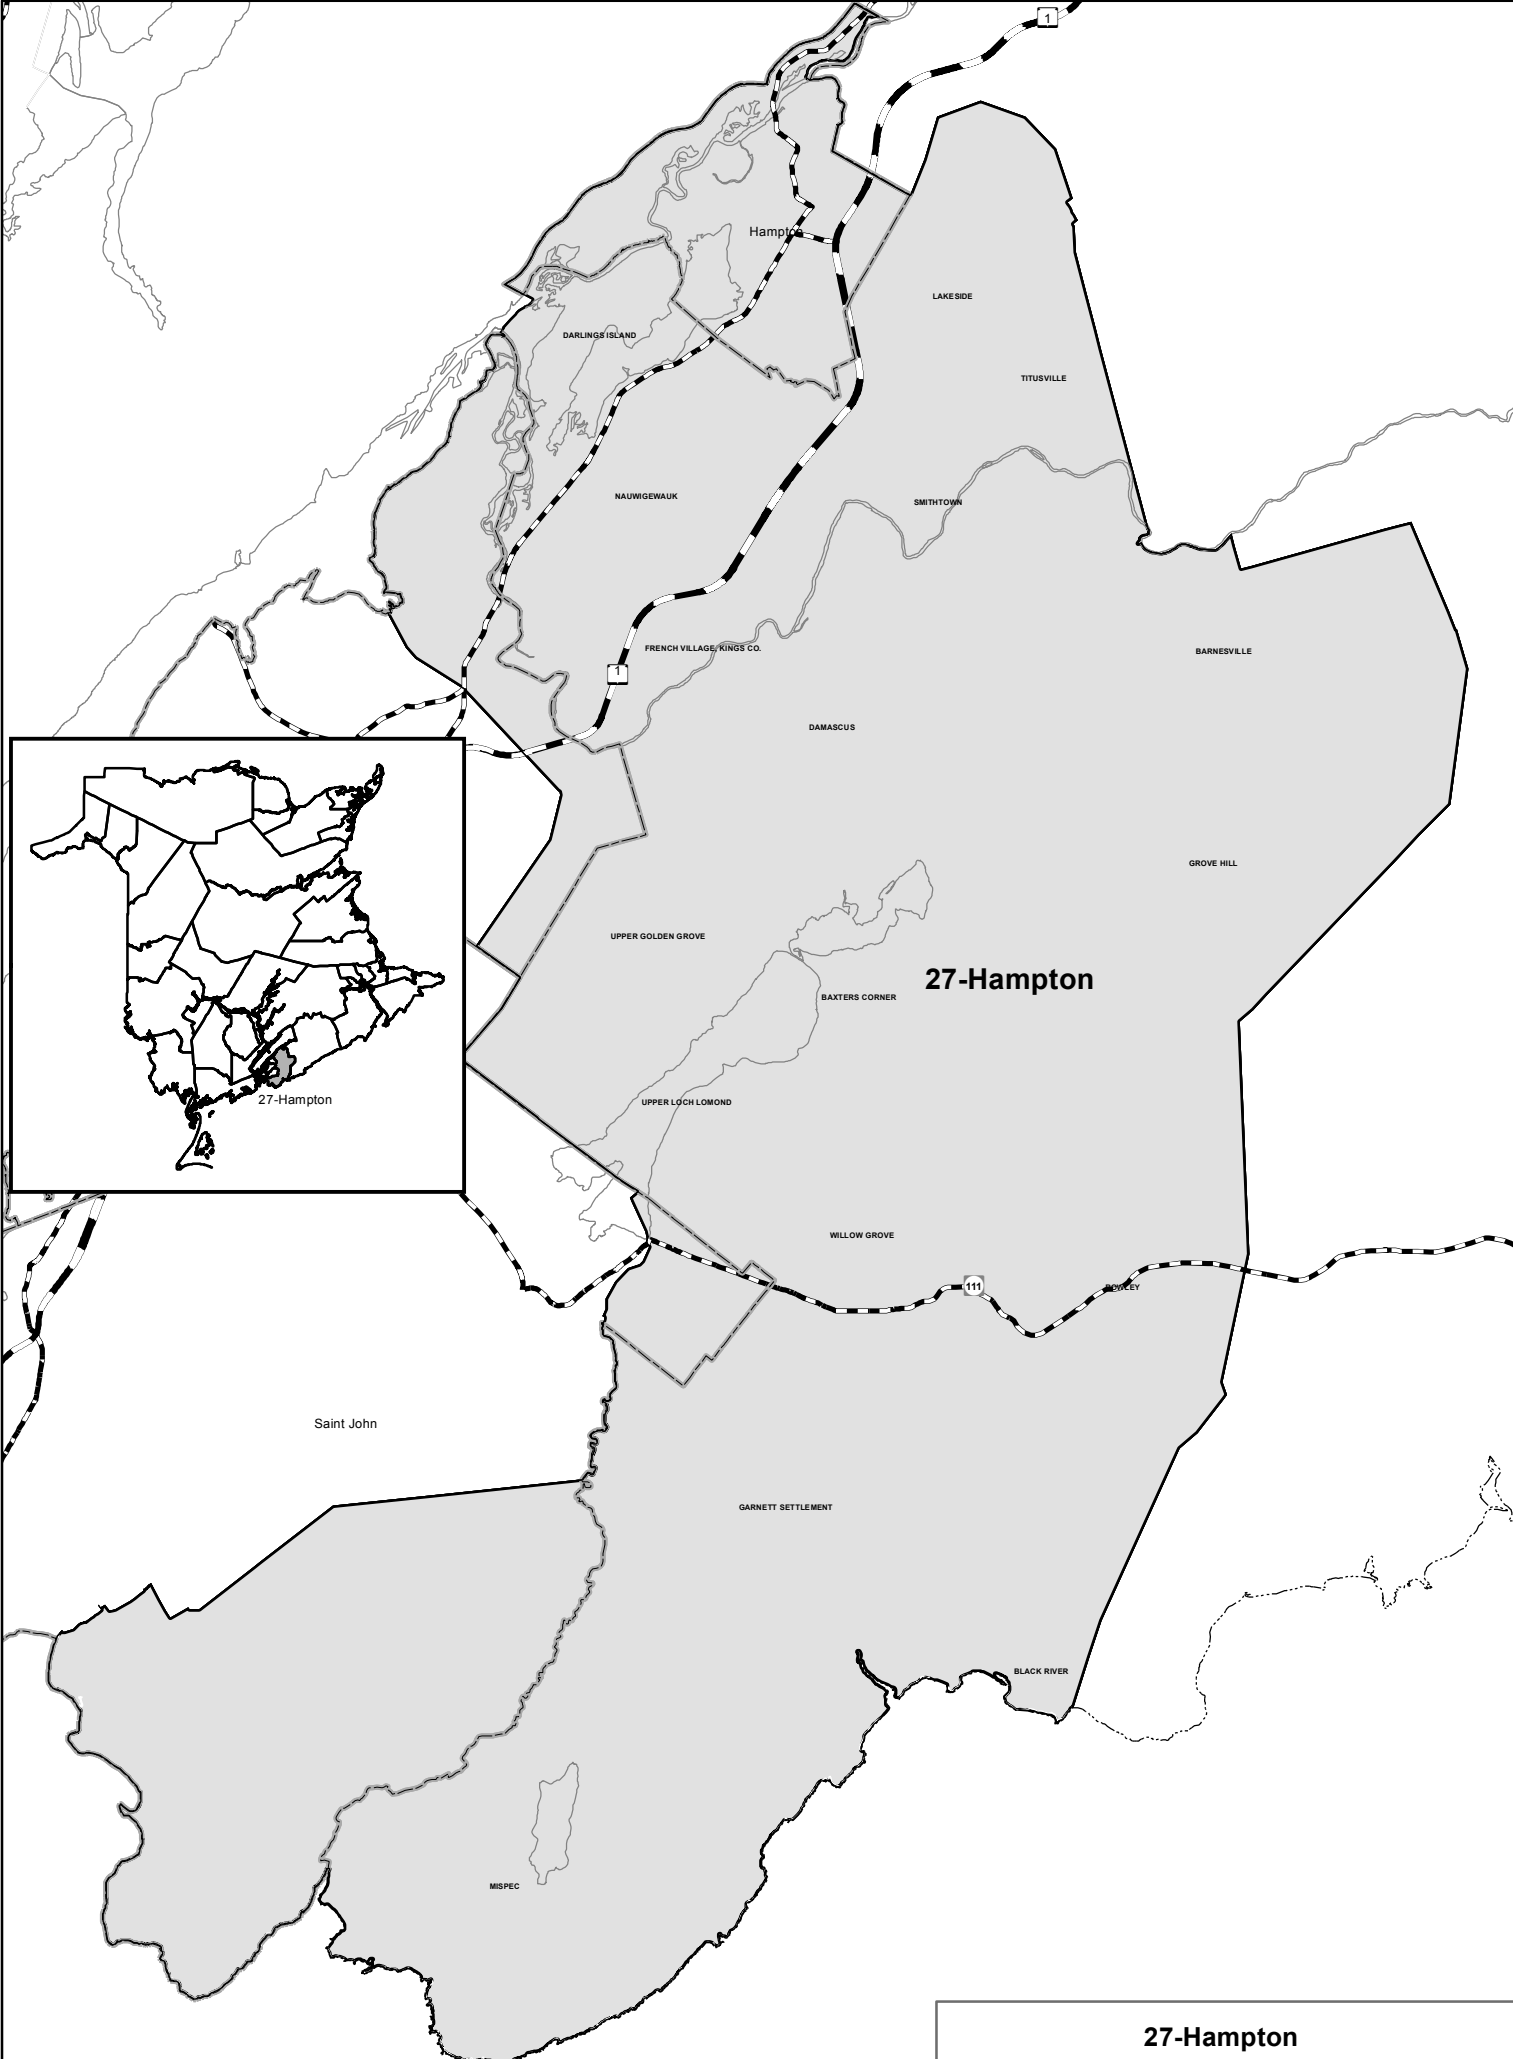 1
Hampton
LAKESIDE
DARLINGS ISLAND
TITUSVILLE
NAUWIGEWAUK
SMITHTOWN
FRENCH VILLAGE, KINGS CO.
BARNESVILLE
1
DAMASCUS
GROVE HILL
UPPER GOLDEN GROVE
27-Hampton
BAXTERS CORNER
27-Hampton
UPPER LOCH LOMOND
WILLOW GROVE
111
Saint John
GARNETT SETTLEMENT
BLACK RIVER
MISPEC
27-Hampton